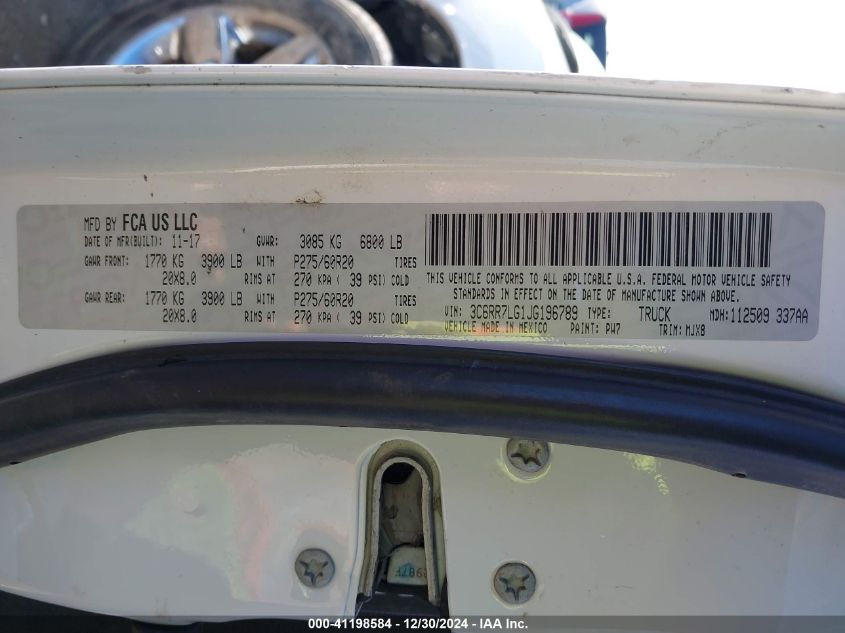 MFD BY FCA US LLC
DATE OF MFR(BUILT): 11-17 GVWR: 3085 KG 6800 LB
GAWR FRONT: 1770 KG 3900 LB WITH P275/60R20 TIRES
20X8.0 RIMS AT 270 KPA ( 39 PSI) COLD
GAWR REAR: 1770 KG 3900 LB WITH P275/60R20 TIRES
20X8.0 RIMS AT 270 KPA ( 39 PSI) COLD
THIS VEHICLE CONFORMS TO ALL APPLICABLE U.S.A. FEDERAL MOTOR VEHICLE SAFETY
STANDARDS IN EFFECT ON THE DATE OF MANUFACTURE SHOWN ABOVE.
VIN: 3C6RR7LG1JG196789 TYPE: TRUCK MDH: 112509 337AA
VEHICLE MADE IN MEXICO PAINT: PW7 TRIM: MJX8
000-41198584 - 12/30/2024 - IAA Inc.